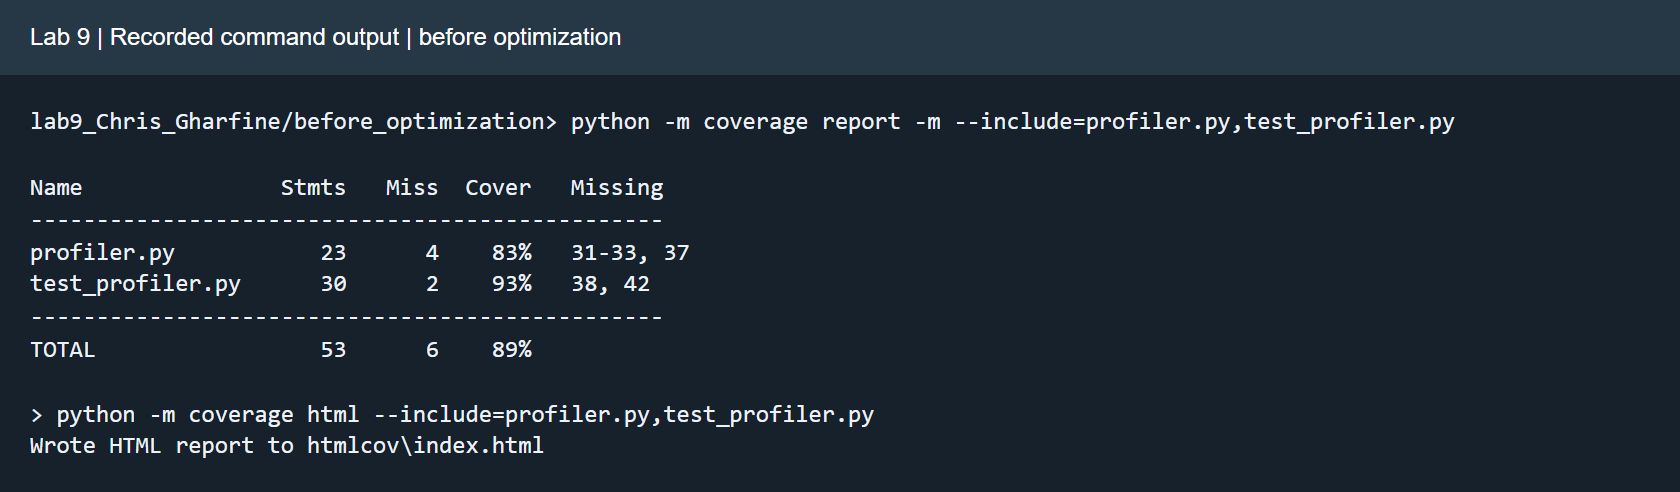 Lab 9 | Recorded command output | before optimization
lab9_Chris_Gharfine/before_optimization> python -m coverage report -m --include=profiler.py,test_profiler.py
Name               Stmts   Miss  Cover   Missing
------------------------------------------------
profiler.py           23      4    83%   31-33, 37
test_profiler.py      30      2    93%   38, 42
------------------------------------------------
TOTAL                 53      6    89%
> python -m coverage html --include=profiler.py,test_profiler.py
Wrote HTML report to htmlcov\index.html